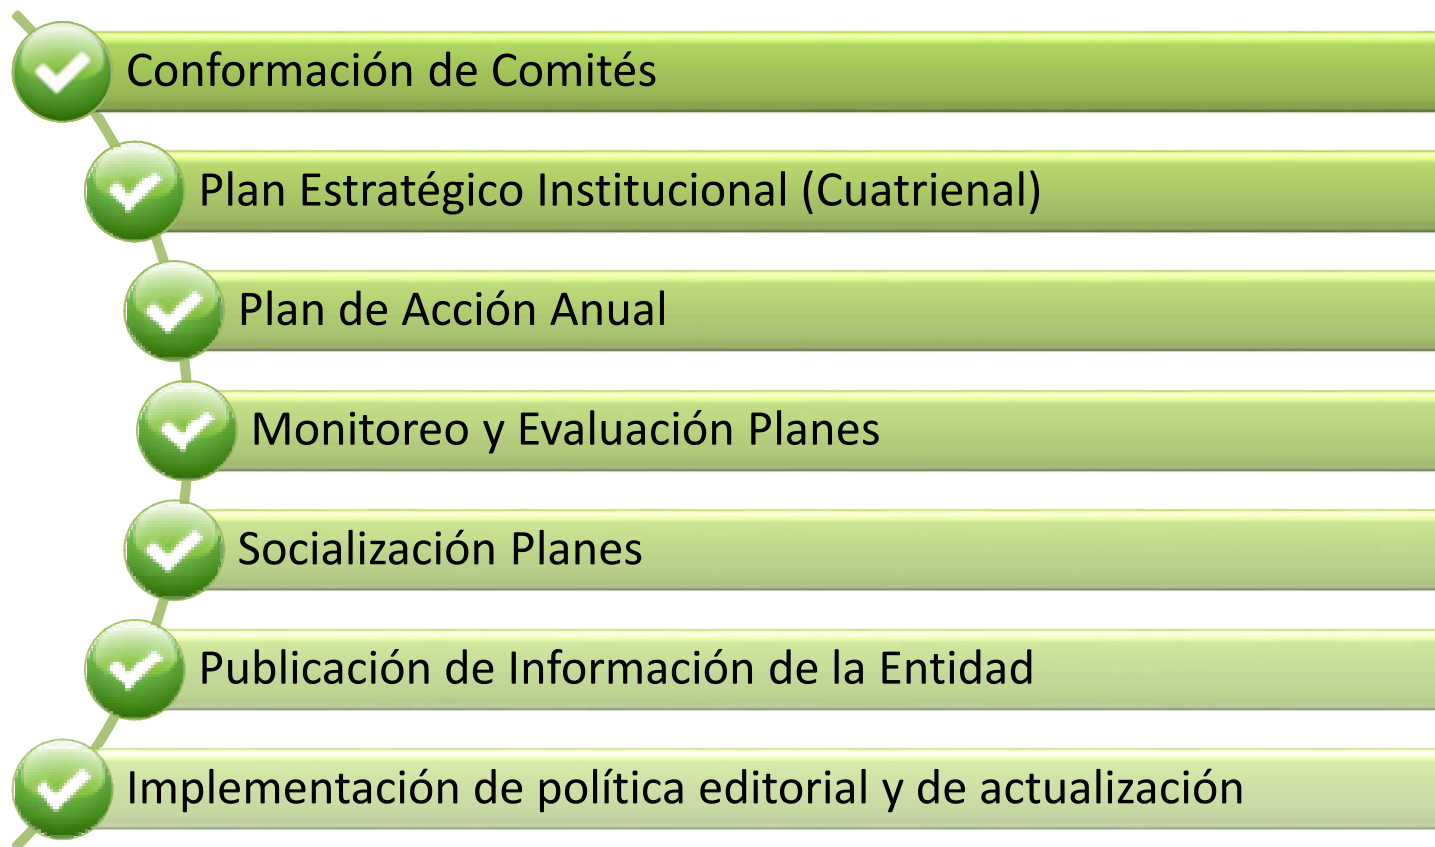 Conformación de Comités
Plan Estratégico Institucional (Cuatrienal)
Plan de Acción Anual
Monitoreo y Evaluación Planes
Socialización Planes
Publicación de Información de la Entidad
Implementación de política editorial y de actualización